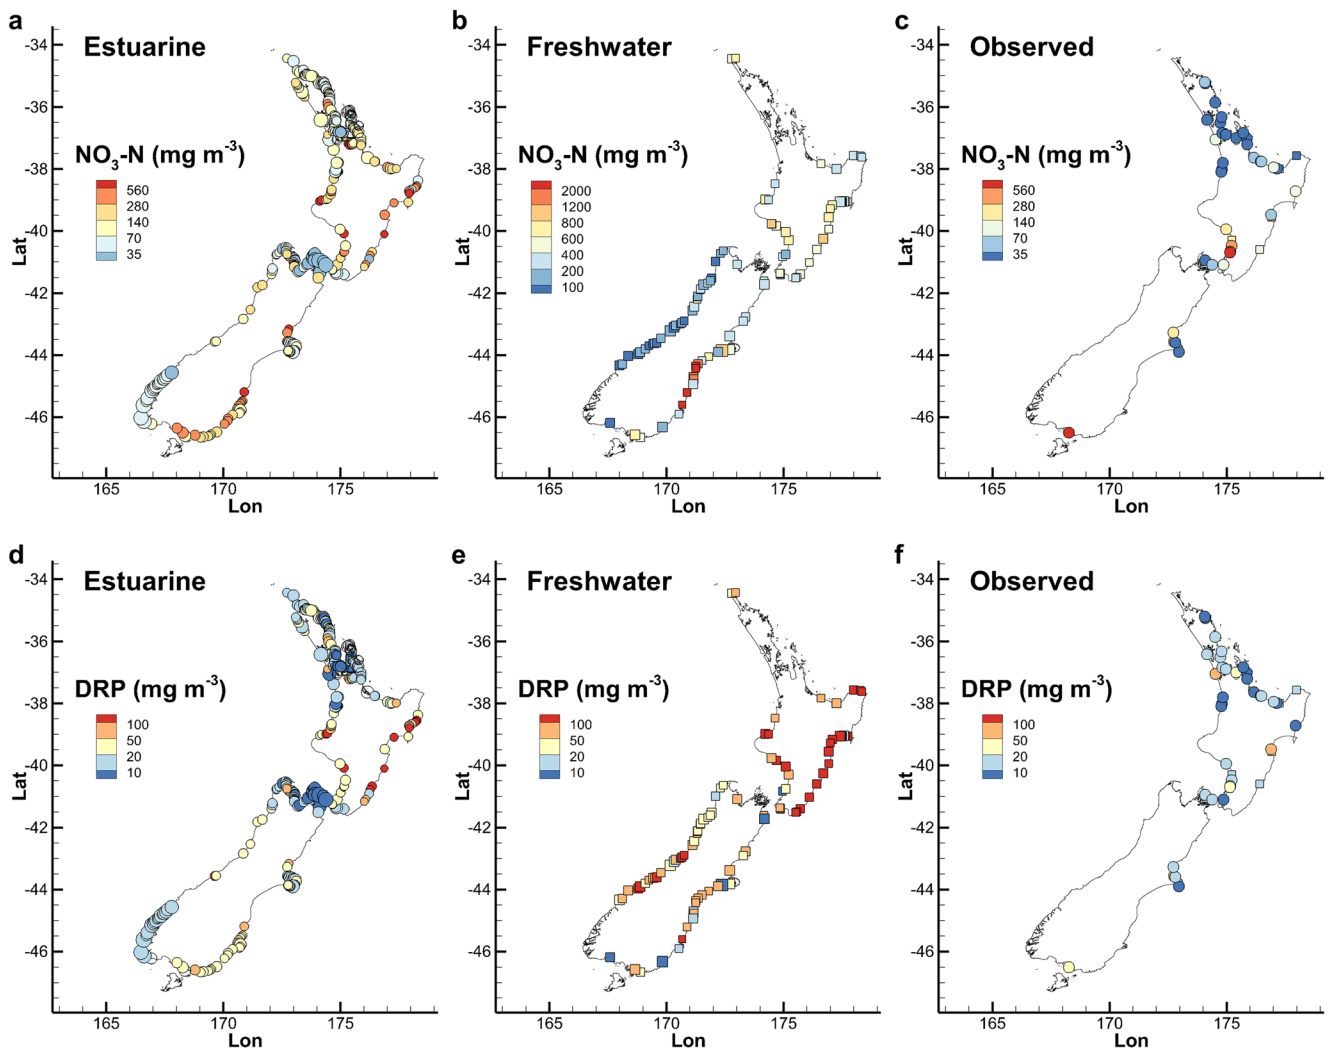 a
Estuarine
NO3-N (mg m-3)
560
280
140
70
35
-34
-36
-38
-40
-42
-44
-46
Lat
165
170
175
Lon
b
Freshwater
NO3-N (mg m-3)
2000
1200
800
600
400
200
100
-34
-36
-38
-40
-42
-44
-46
Lat
165
170
175
Lon
c
Observed
NO3-N (mg m-3)
560
280
140
70
35
-34
-36
-38
-40
-42
-44
-46
Lat
165
170
175
Lon
d
Estuarine
DRP (mg m-3)
100
50
20
10
-34
-36
-38
-40
-42
-44
-46
Lat
165
170
175
Lon
e
Freshwater
DRP (mg m-3)
100
50
20
10
-34
-36
-38
-40
-42
-44
-46
Lat
165
170
175
Lon
f
Observed
DRP (mg m-3)
100
50
20
10
-34
-36
-38
-40
-42
-44
-46
Lat
165
170
175
Lon